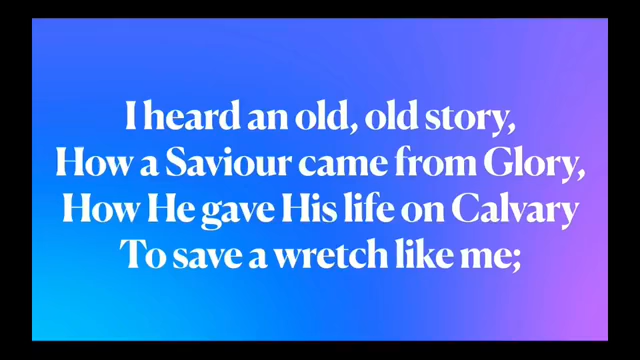 I heard an old, old story,
How a Saviour came from Glory,
How He gave His life on Calvary
To save a wretch like me;